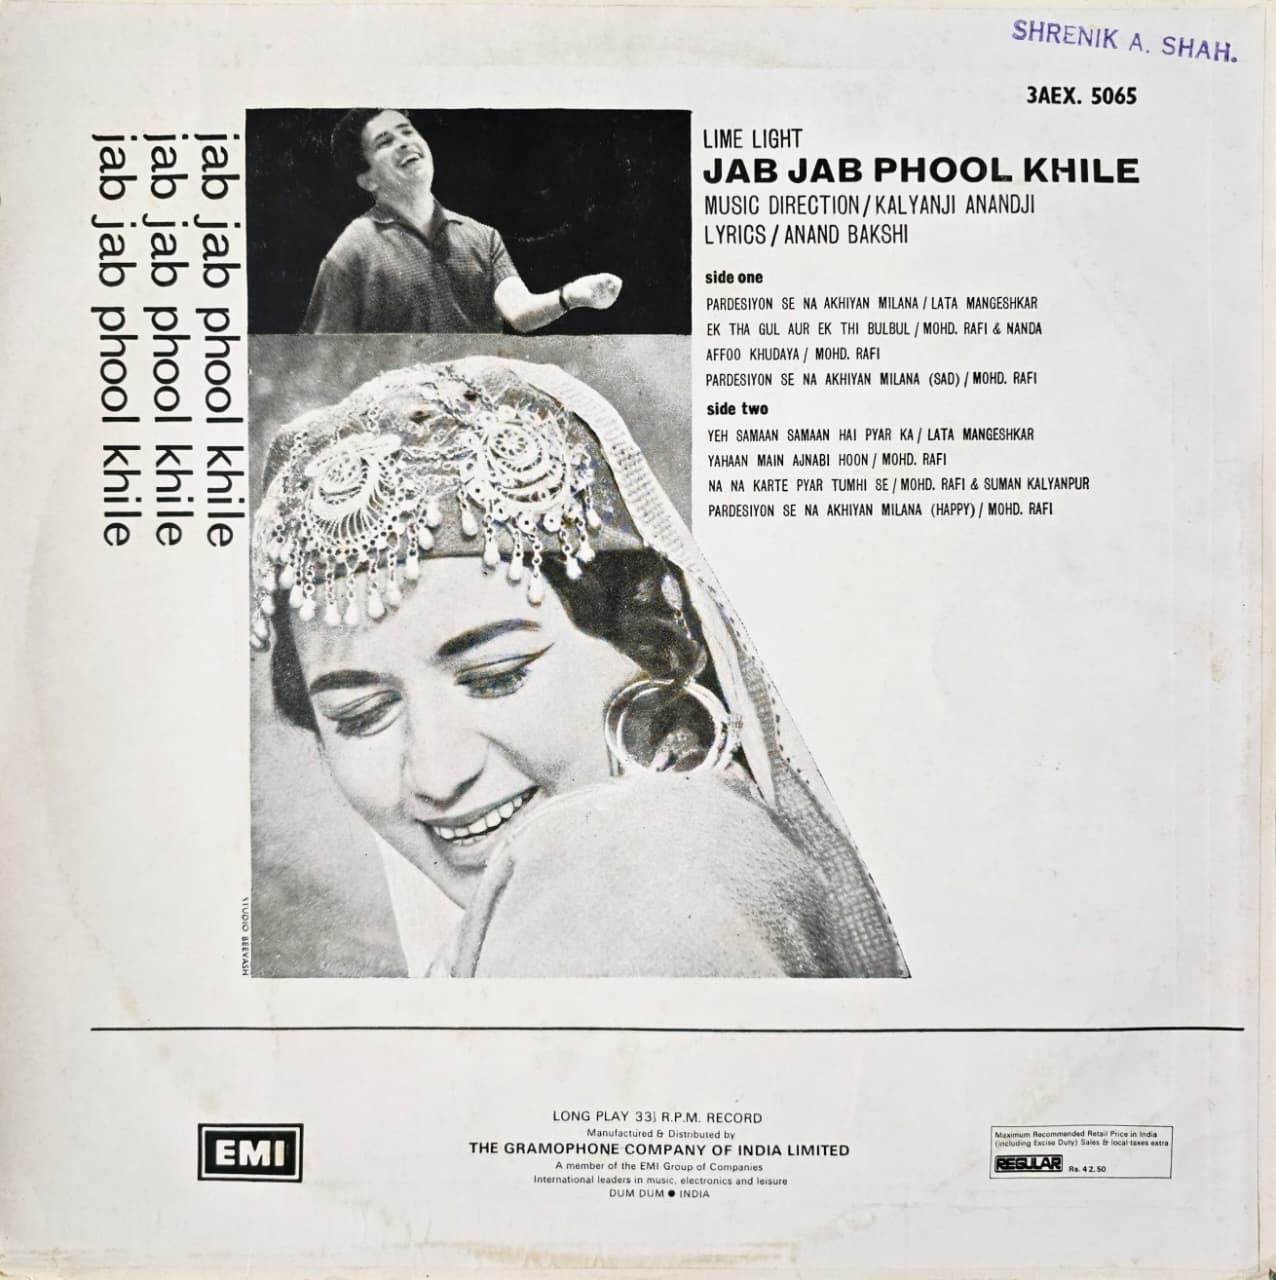 SHRENIK A. SHAH.
3AEX. 5065
jab jab phool khile
jab jab phool khile
jab jab phool khile
LIME LIGHT
JAB JAB PHOOL KHILE
MUSIC DIRECTION/KALYANJI ANANDJI
LYRICS/ANAND BAKSHI
side one
PARDESIYON SE NA AKHIYAN MILANA/LATA MANGESHKAR
EK THA GUL AUR EK THI BULBUL/MOHD. RAFI & NANDA
AFFOO KHUDAYA/MOHD. RAFI
PARDESIYON SE NA AKHIYAN MILANA (SAD)/MOHD. RAFI
side two
YEH SAMAAN SAMAAN HAI PYAR KA/LATA MANGESHKAR
YAHAAN MAIN AJNABI HOON/MOHD. RAFI
NA NA KARTE PYAR TUMHI SE/MOHD. RAFI & SUMAN KALYANPUR
PARDESIYON SE NA AKHIYAN MILANA (HAPPY)/MOHD. RAFI
STUDIO BEEYASH
EMI
LONG PLAY 33⅓ R.P.M. RECORD
Manufactured & Distributed by
THE GRAMOPHONE COMPANY OF INDIA LIMITED
A member of the EMI Group of Companies
International leaders in music, electronics and leisure
DUM DUM ● INDIA
Maximum Recommended Retail Price in India
(including Excise Duty) Sales & local taxes extra
REGULAR Rs. 42.50